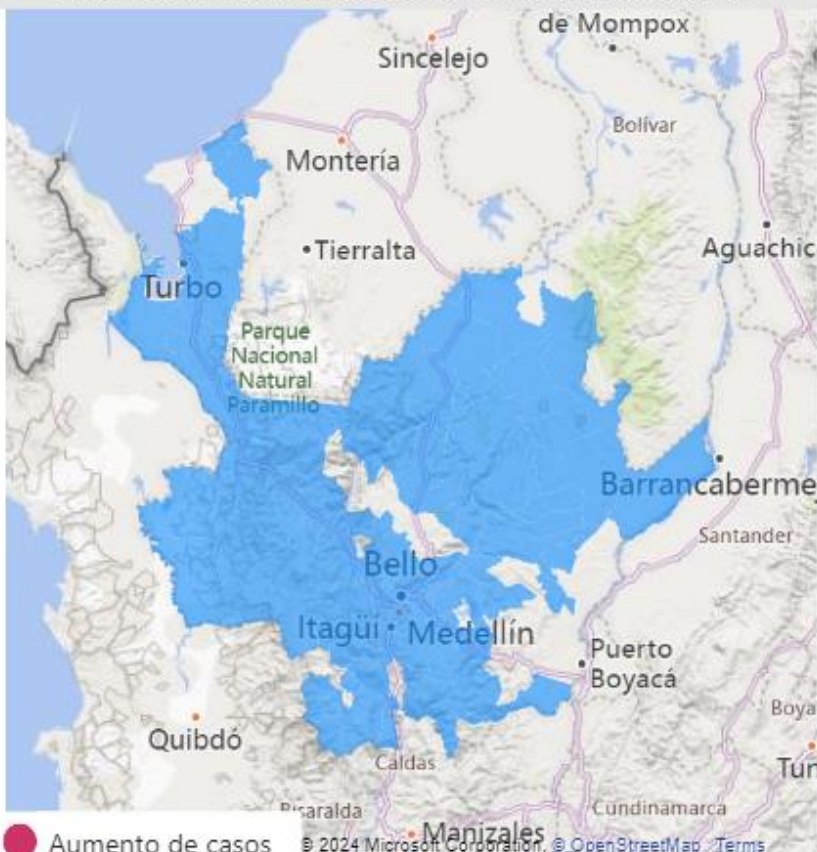 de Mompox
Sincelejo
Bolívar
Montería
Tierralta
Aguachic
Turbo
Parque
Nacional
Natural
Paramillo
Barrancaberme
Santander
Bello
Itagüi
Medellín
Puerto
Boyacá
Boya
Quibdó
Tun
Caldas
Risaralda
Cundinamarca
Manizales
Aumento de casos
© 2024 Microsoft Corporation, © OpenStreetMap Terms